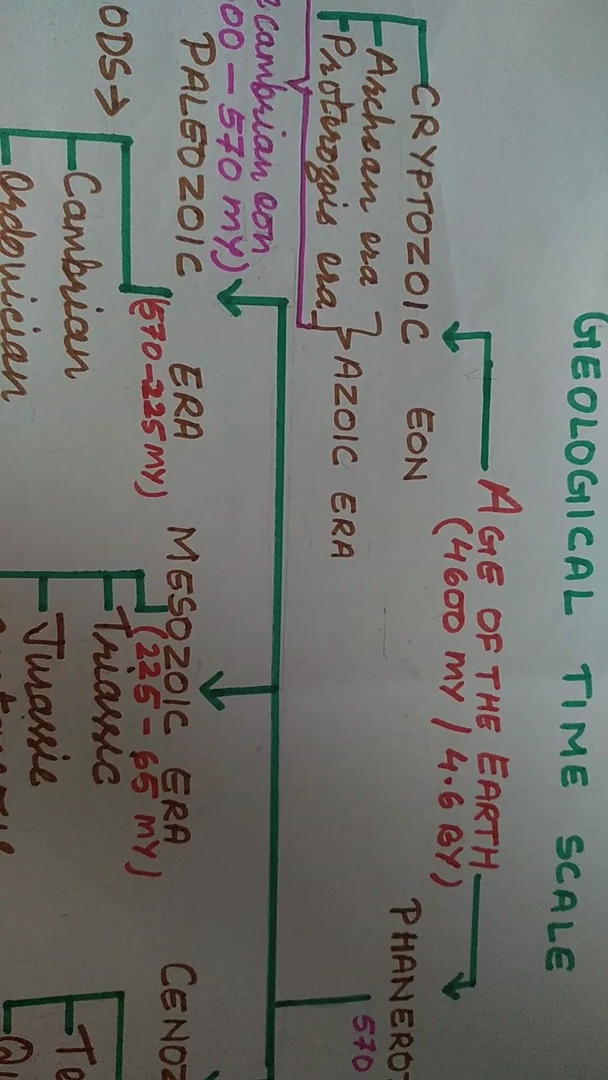 GEOLOGICAL TIME SCALE
AGE OF THE EARTH
(4600 MY / 4.6 BY)
CRYPTOZOIC EON
PHANERO
Archean era
Proterozois era } AZOIC ERA
570
cambrian eon
00 - 570 MY)
PALEOZOIC ERA
(570-225 MY)
MESOZOIC ERA
(225 - 65 MY)
CENOZ
ODS →
Cambrian
Ordovician
Triassic
Jurassic
Te